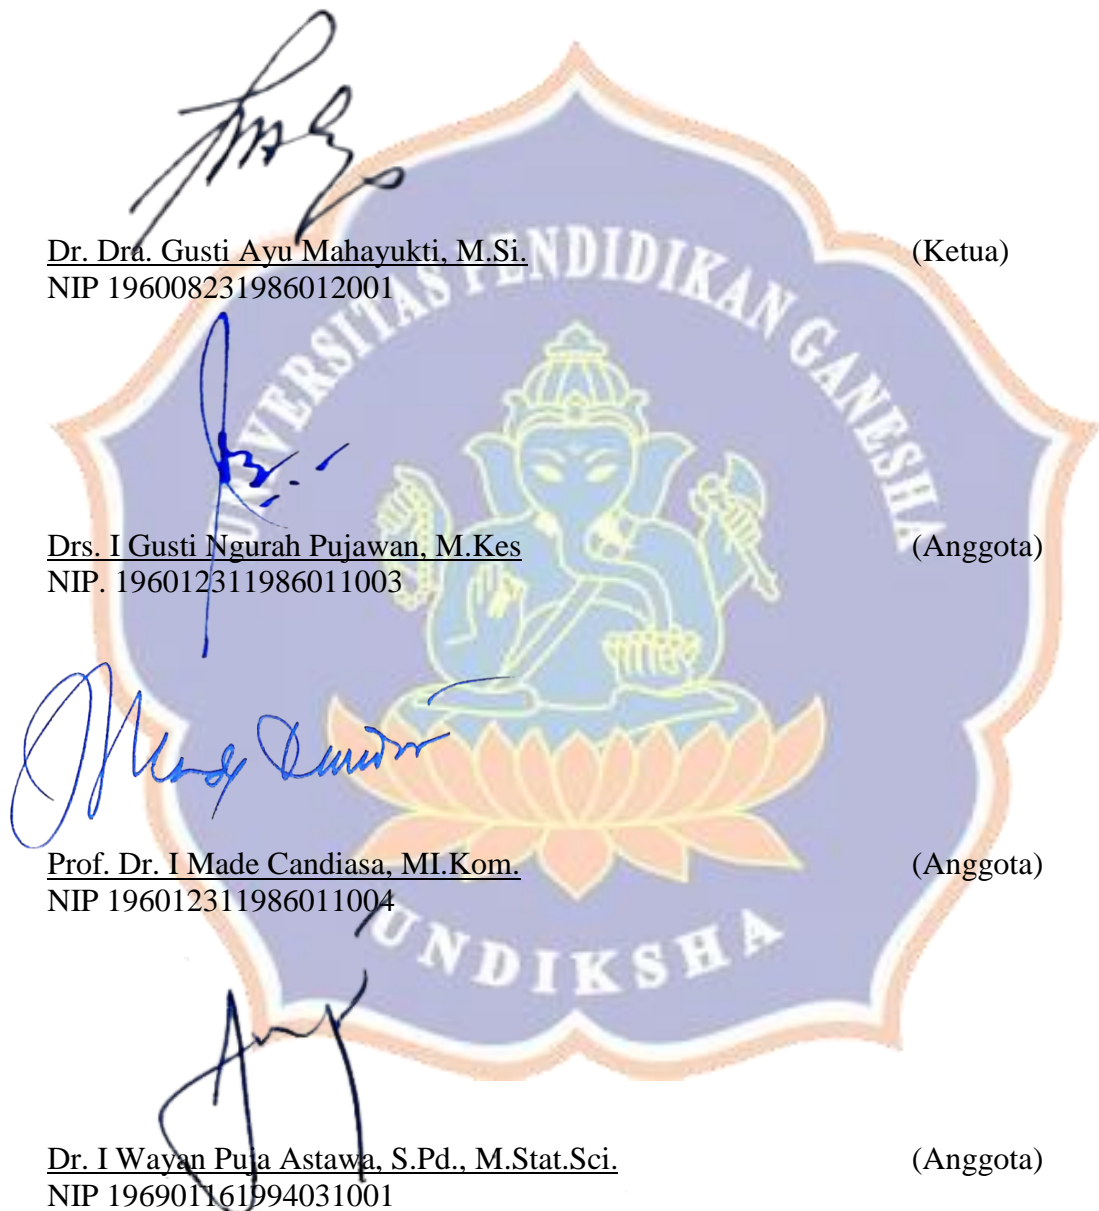 Dr. Dra. Gusti Ayu Mahayukti, M.Si. (Ketua)
NIP 196008231986012001
UNIVERSITAS PENDIDIKAN GANESHA
Drs. I Gusti Ngurah Pujawan, M.Kes (Anggota)
NIP. 196012311986011003
Prof. Dr. I Made Candiasa, MI.Kom. (Anggota)
NIP 196012311986011004
UNDIKSHA
Dr. I Wayan Puja Astawa, S.Pd., M.Stat.Sci. (Anggota)
NIP 196901161994031001